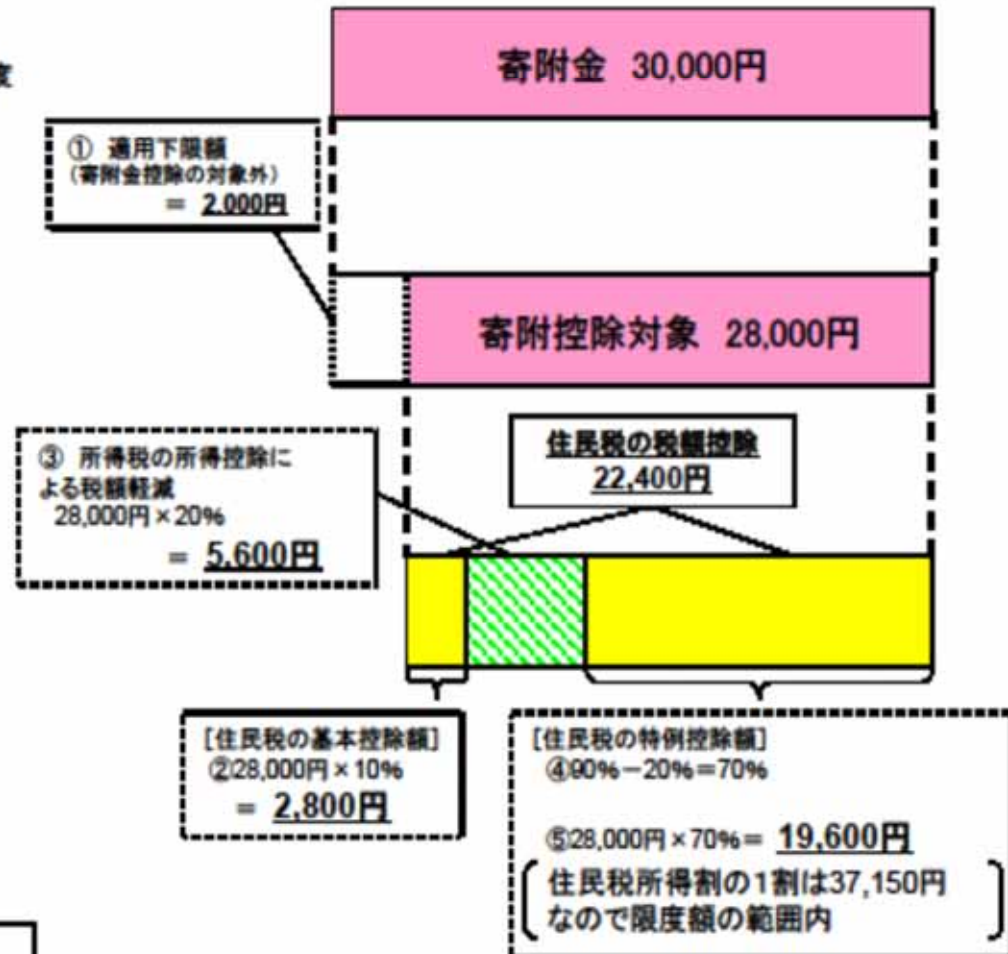 寄附金 30,000円
度
① 適用下限額
(寄附金控除の対象外)
= 2,000円
寄附控除対象 28,000円
住民税の税額控除
22,400円
③ 所得税の所得控除に
よる税額軽減
28,000円×20%
= 5,600円
[住民税の基本控除額]
②28,000円×10%
= 2,800円
[住民税の特例控除額]
④90%-20%=70%
⑤28,000円×70%= 19,600円
住民税所得割の1割は37,150円
なので限度額の範囲内